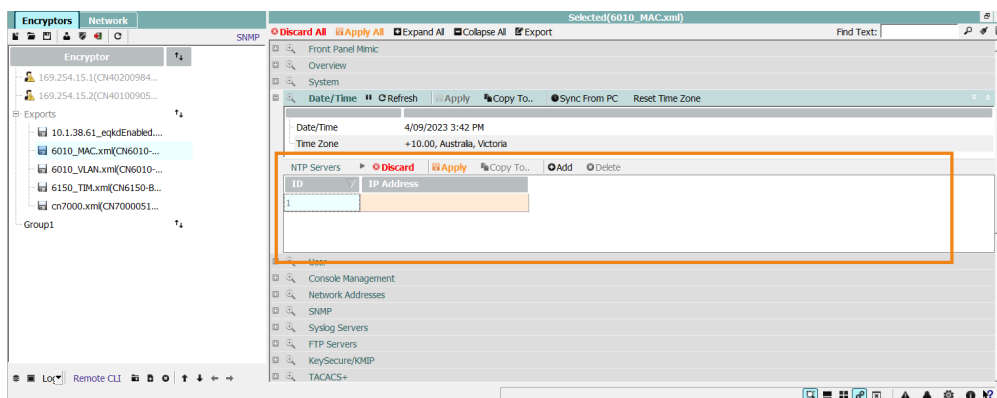 Encryptors Network
SNMP
Encryptor
169.254.15.1(CN40200984...
169.254.15.2(CN40100905...
Exports
10.1.38.61_eqkdEnabled....
6010_MAC.xml(CN6010-...
6010_VLAN.xml(CN6010-...
6150_TIM.xml(CN6150-B...
cn7000.xml(CN7000051...
Group1
Remote CLI
Selected(6010_MAC.xml)
Discard All Apply All Expand All Collapse All Export Find Text:
Front Panel Mimic
Overview
System
Date/Time Refresh Apply Copy To.. Sync From PC Reset Time Zone
Date/Time 4/09/2023 3:42 PM
Time Zone +10.00, Australia, Victoria
NTP Servers Discard Apply Copy To.. Add Delete
ID IP Address
1
User
Console Management
Network Addresses
SNMP
Syslog Servers
FTP Servers
KeySecure/KMIP
TACACS+